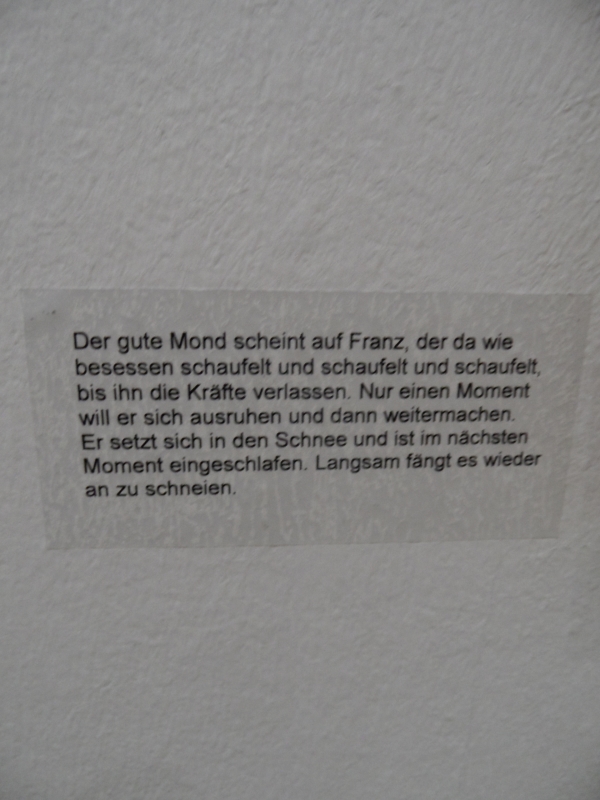 Der gute Mond scheint auf Franz, der da wie
besessen schaufelt und schaufelt und schaufelt,
bis ihn die Kräfte verlassen. Nur einen Moment
will er sich ausruhen und dann weitermachen.
Er setzt sich in den Schnee und ist im nächsten
Moment eingeschlafen. Langsam fängt es wieder
an zu schneien.